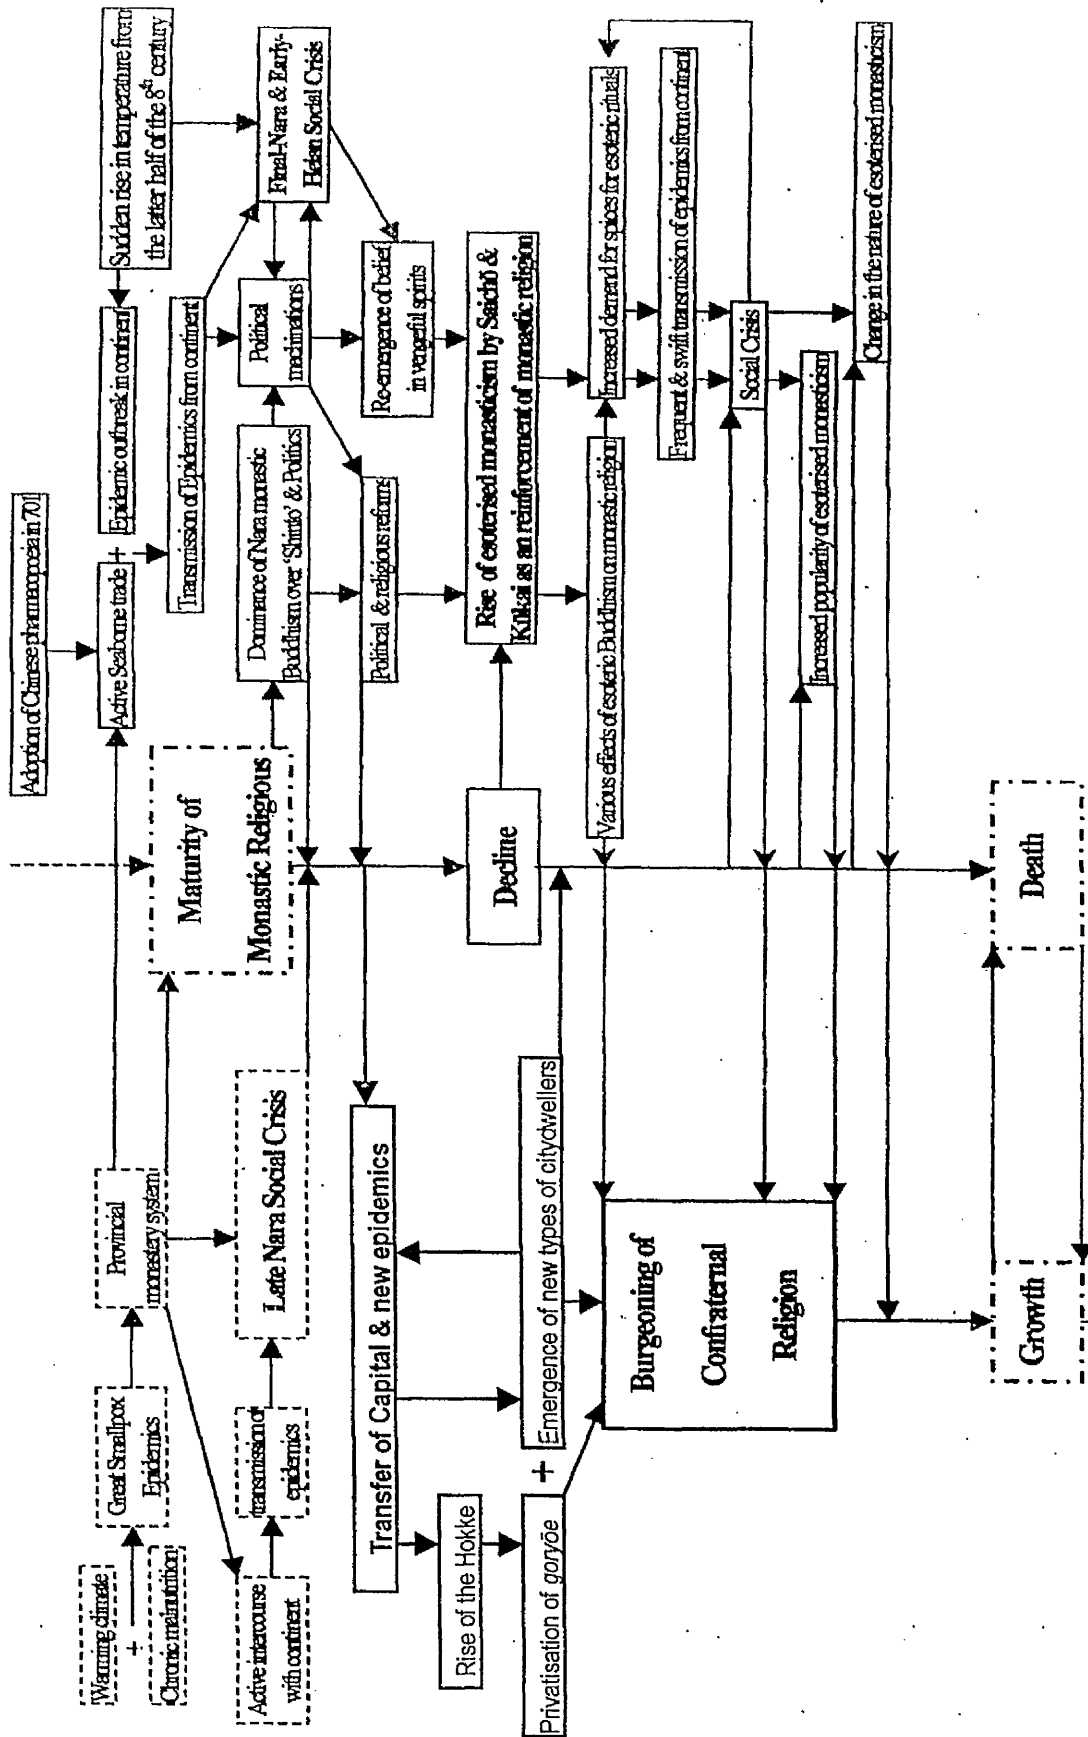 Adoption of Chinese pharmacopoeia in 701
Sudden rise in temperature from
the latter half of the 8th century
Active Seaborne trade
+
Epidemic outbreak in continent
Transmission of Epidemics from continent
Warming climate
+
Chronic malnutrition
Great Smallpox
Epidemics
Provincial
monastery system
Maturity of
Monastic Religious
Dominance of Nara monastic
Buddhism over 'Shinto' & Politics
Political
machinations
Final-Nara & Early-
Heian Social Crisis
Active intercourse
with continent
transmission of
epidemics
Late Nara Social Crisis
Political & religious reforms
Re-emergence of belief
in vengeful spirits
Transfer of Capital & new epidemics
Decline
Rise of esoterised monasticism by Saichō &
Kūkai as an reinforcement of monastic religion
Rise of the Hokke
Privatisation of goryōe
+
Emergence of new types of citydwellers
Various effects of esoteric Buddhism on monastic religion
Increased demand for spices for esoteric rituals
Frequent & swift transmission of epidemics from continent
Social Crisis
Burgeoning of
Confraternal
Religion
Increased popularity of esoterised monasticism
Change in the nature of esoterised monasticism
Growth
Death